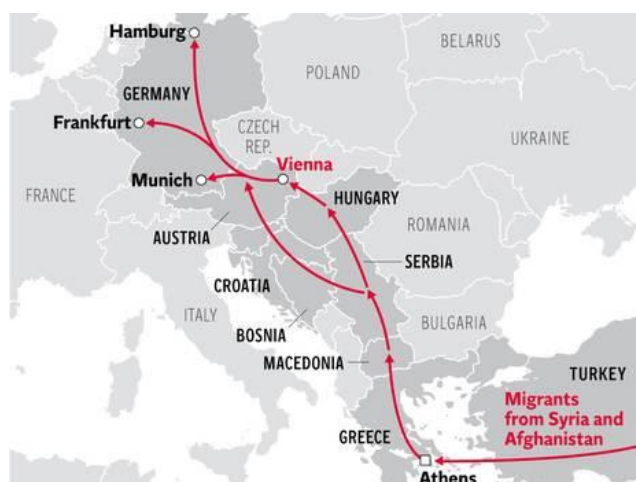 Hamburg
BELARUS
POLAND
GERMANY
Frankfurt
CZECH
REP.
UKRAINE
Vienna
Munich
FRANCE
HUNGARY
AUSTRIA
ROMANIA
SERBIA
CROATIA
ITALY
BOSNIA
BULGARIA
MACEDONIA
TURKEY
Migrants
from Syria and
Afghanistan
GREECE
Athens